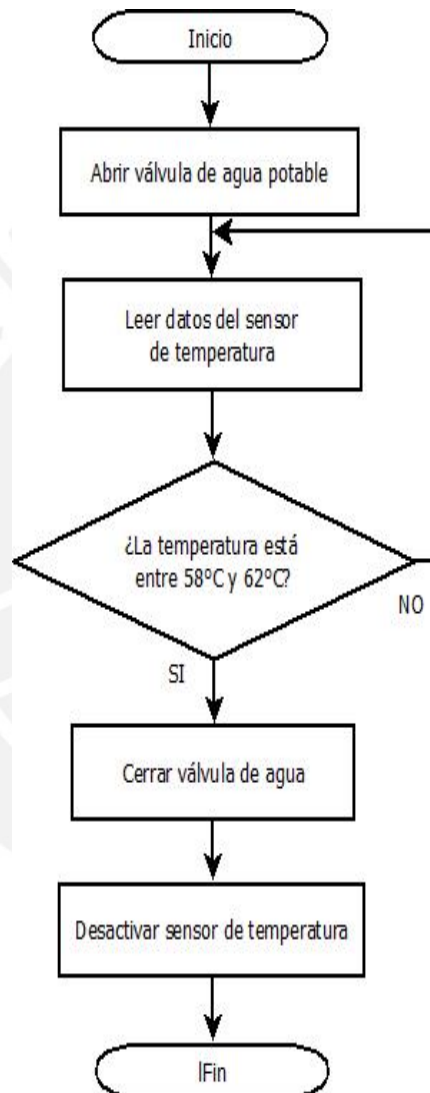 Inicio
Abrir válvula de agua potable
Leer datos del sensor
de temperatura
¿La temperatura está
entre 58ºC y 62ºC?
NO
SI
Cerrar válvula de agua
Desactivar sensor de temperatura
lFin